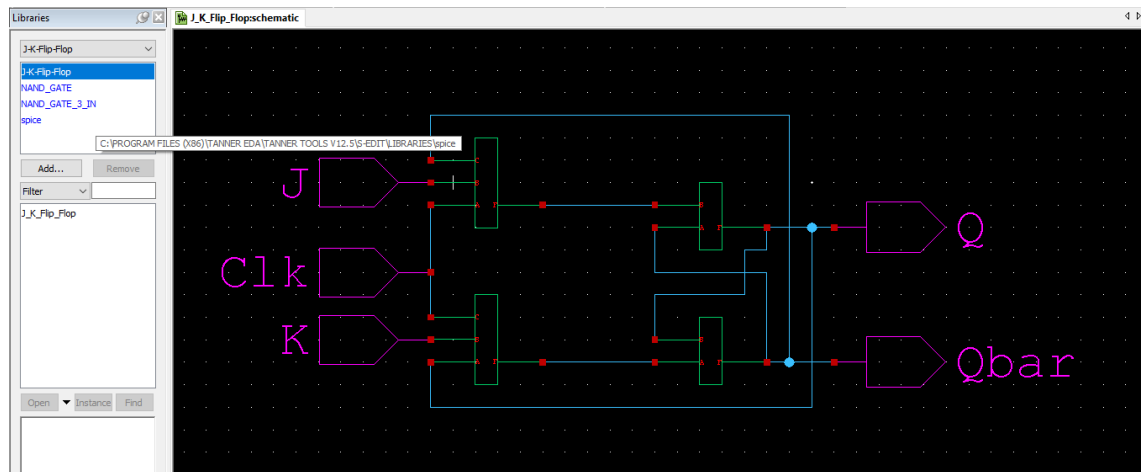 Libraries
J_K_Flip_Flop:schematic
J-K-Flip-Flop
J-K-Flip-Flop
NAND_GATE
NAND_GATE_3_IN
spice
C:\PROGRAM FILES (X86)\TANNER EDA\TANNER TOOLS V12.5\S-EDIT\LIBRARIES\spice
Add...
Remove
Filter
J_K_Flip_Flop
Open
Instance
Find
J
Clk
K
C
B
A
F
C
B
A
F
B
A
F
B
A
F
Q
Qbar